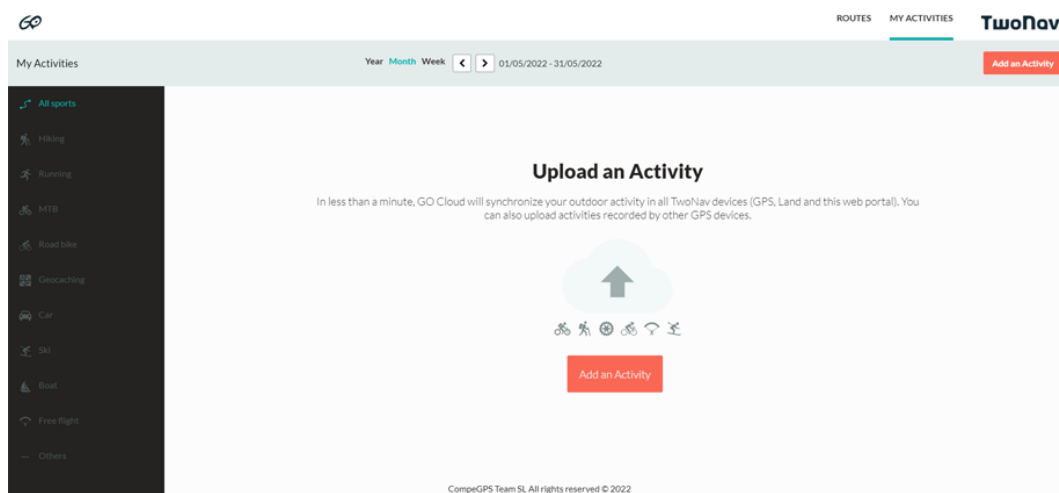 GO
ROUTES MY ACTIVITIES TwoNav
My Activities
Year Month Week < > 01/05/2022 - 31/05/2022
Add an Activity
All sports
Hiking
Running
MTB
Road bike
Geocaching
Car
Ski
Boat
Free flight
Others
Upload an Activity
In less than a minute, GO Cloud will synchronize your outdoor activity in all TwoNav devices (GPS, Land and this web portal). You
can also upload activities recorded by other GPS devices.
Add an Activity
CompeGPS Team SL All rights reserved © 2022